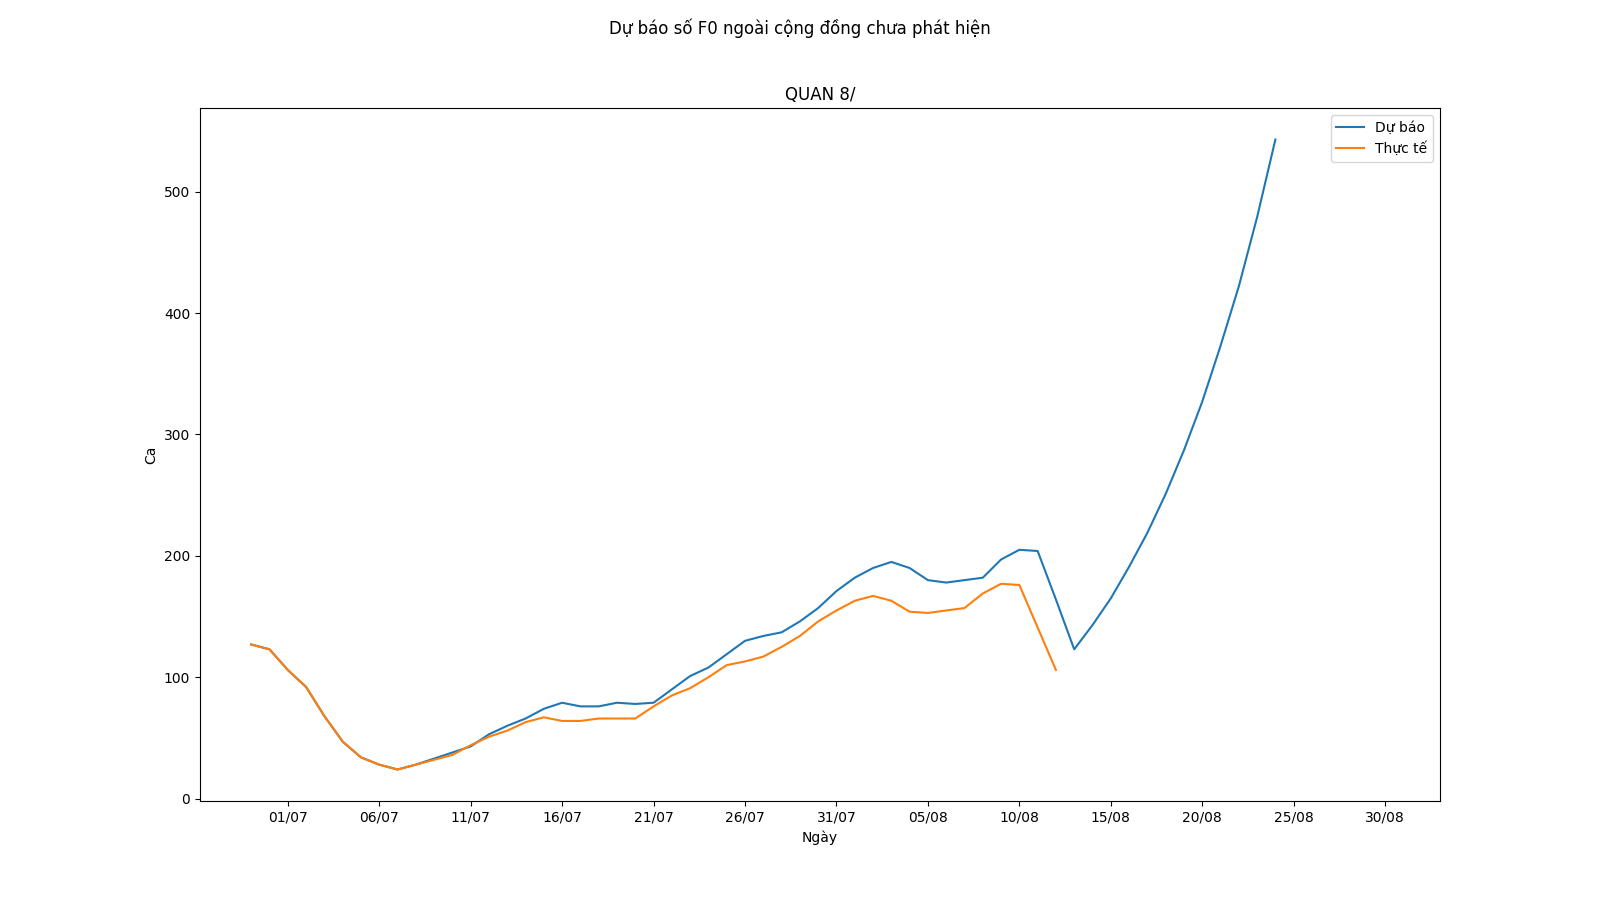 Dự báo số F0 ngoài cộng đồng chưa phát hiện
QUAN 8/
Dự báo
Thực tế
500
400
300
200
100
0
Ca
01/07 06/07 11/07 16/07 21/07 26/07 31/07 05/08 10/08 15/08 20/08 25/08 30/08
Ngày